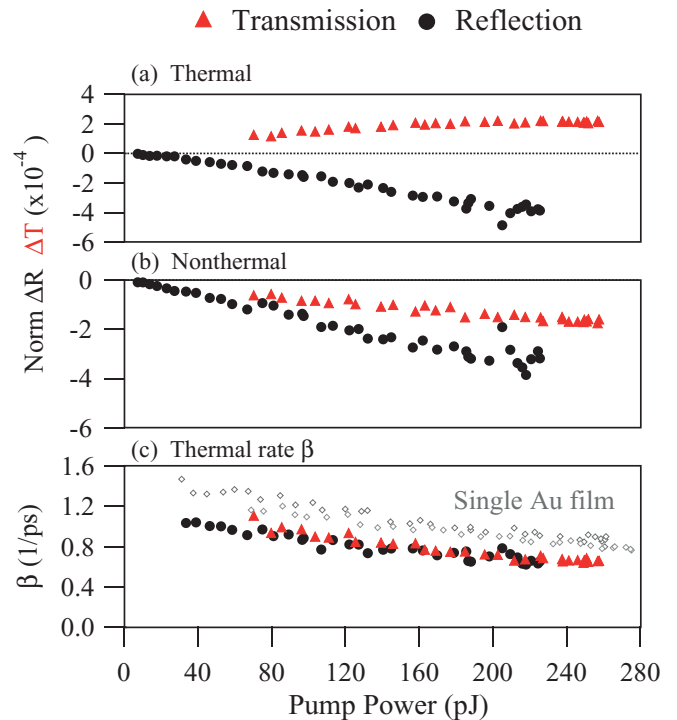 ▲ Transmission ● Reflection
(a) Thermal
4
2
0
-2
-4
-6
(b) Nonthermal
0
-2
-4
-6
Norm ΔR ΔT (x10⁻⁴)
(c) Thermal rate β
1.6
1.2
0.8
0.4
0.0
β (1/ps)
Single Au film
0 40 80 120 160 200 240 280
Pump Power (pJ)